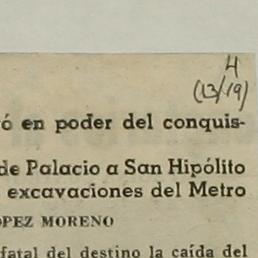 4
(13/19)
ó en poder del conquis-
de Palacio a San Hipólito
excavaciones del Metro
OPEZ MORENO
fatal del destino la caída del